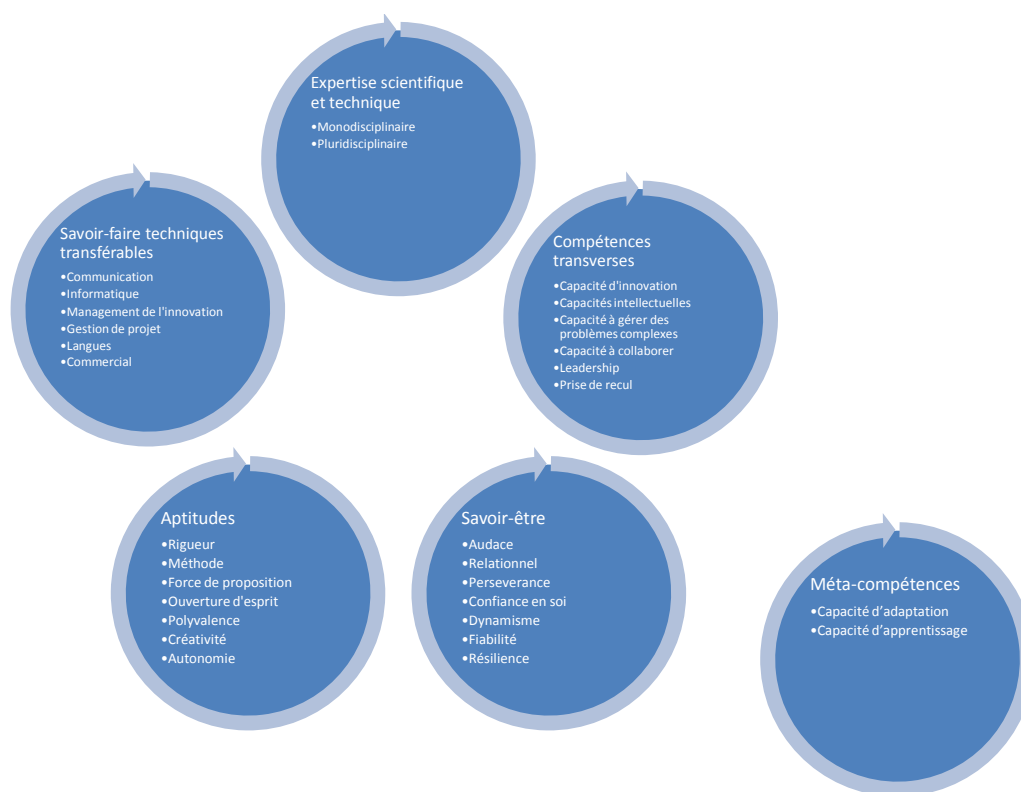 Expertise scientifique
et technique
•Monodisciplinaire
•Pluridisciplinaire
Savoir-faire techniques
transférables
•Communication
•Informatique
•Management de l'innovation
•Gestion de projet
•Langues
•Commercial
Compétences
transverses
•Capacité d'innovation
•Capacités intellectuelles
•Capacité à gérer des
problèmes complexes
•Capacité à collaborer
•Leadership
•Prise de recul
Aptitudes
•Rigueur
•Méthode
•Force de proposition
•Ouverture d'esprit
•Polyvalence
•Créativité
•Autonomie
Savoir-être
•Audace
•Relationnel
•Perseverance
•Confiance en soi
•Dynamisme
•Fiabilité
•Résilience
Méta-compétences
•Capacité d’adaptation
•Capacité d’apprentissage